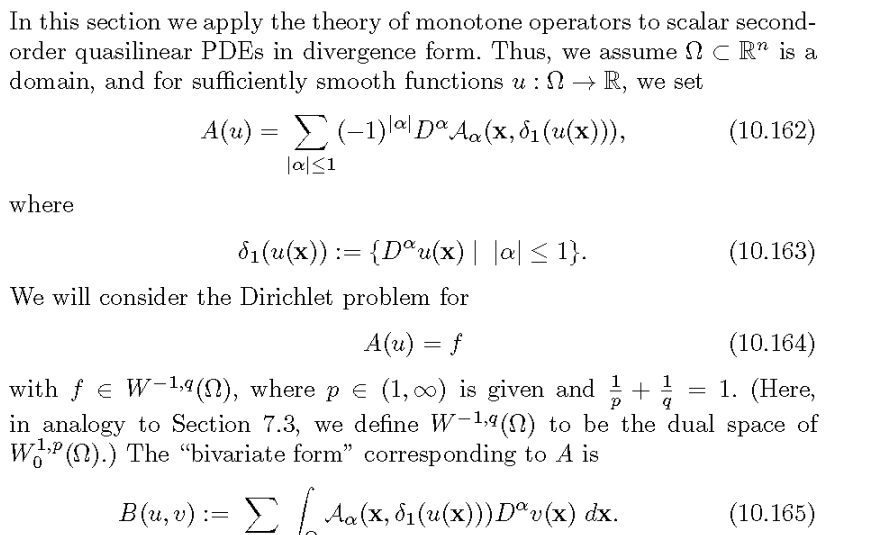 In this section we apply the theory of monotone operators to scalar second-
order quasilinear PDEs in divergence form. Thus, we assume Ω ⊂ ℝⁿ is a
domain, and for sufficiently smooth functions u : Ω → ℝ, we set
A(u) = ∑_{|α|≤1} (−1)^{|α|} D^α 𝒜_α(x, δ₁(u(x))), (10.162)
where
δ₁(u(x)) := {D^α u(x) | |α| ≤ 1}. (10.163)
We will consider the Dirichlet problem for
A(u) = f (10.164)
with f ∈ W^{−1,q}(Ω), where p ∈ (1, ∞) is given and 1/p + 1/q = 1. (Here,
in analogy to Section 7.3, we define W^{−1,q}(Ω) to be the dual space of
W_0^{1,p}(Ω).) The “bivariate form” corresponding to A is
B(u, v) := ∑ ∫ 𝒜_α(x, δ₁(u(x)))D^α v(x) dx. (10.165)